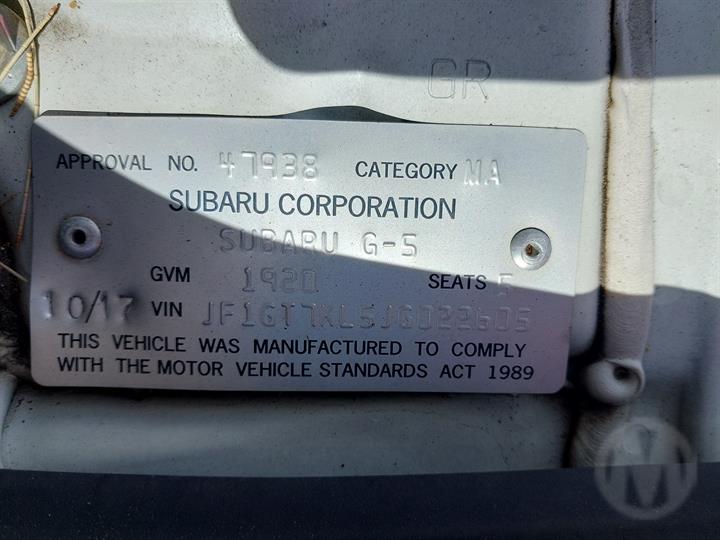 GR
APPROVAL NO. 47938 CATEGORY MA
SUBARU CORPORATION
SUBARU G-5
GVM 1920 SEATS 5
10/17 VIN JF1GT7KL5JG022605
THIS VEHICLE WAS MANUFACTURED TO COMPLY
WITH THE MOTOR VEHICLE STANDARDS ACT 1989
M